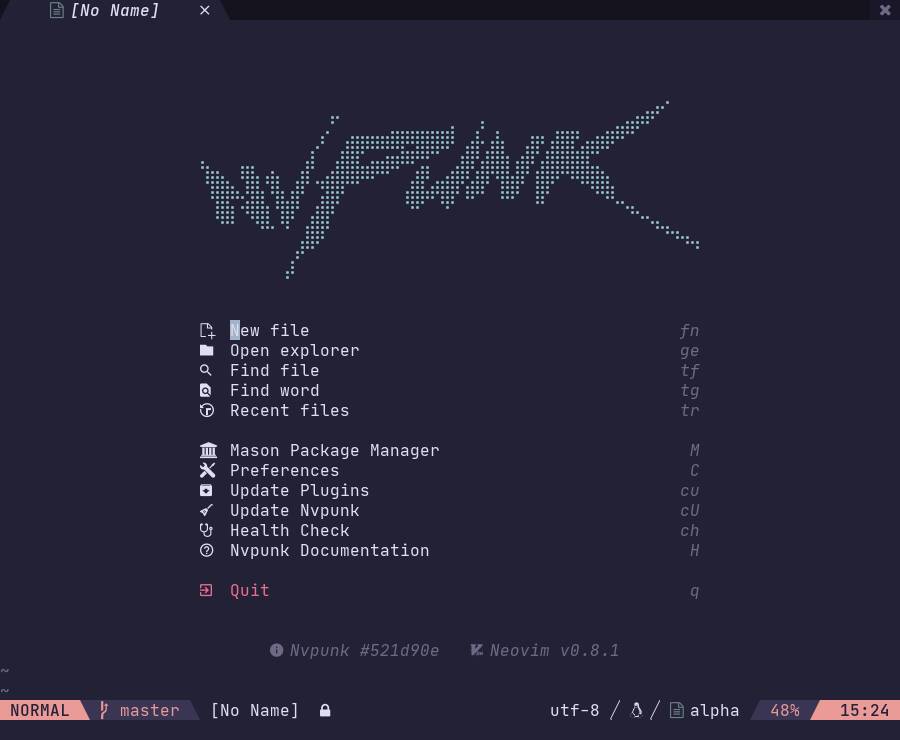 [No Name]
NVPUNK
New file fn
Open explorer ge
Find file tf
Find word tg
Recent files tr
Mason Package Manager M
Preferences C
Update Plugins cu
Update Nvpunk cU
Health Check ch
Nvpunk Documentation H
Quit q
Nvpunk #521d90e Neovim v0.8.1
~
~
NORMAL master [No Name] utf-8 / / alpha 48% 15:24